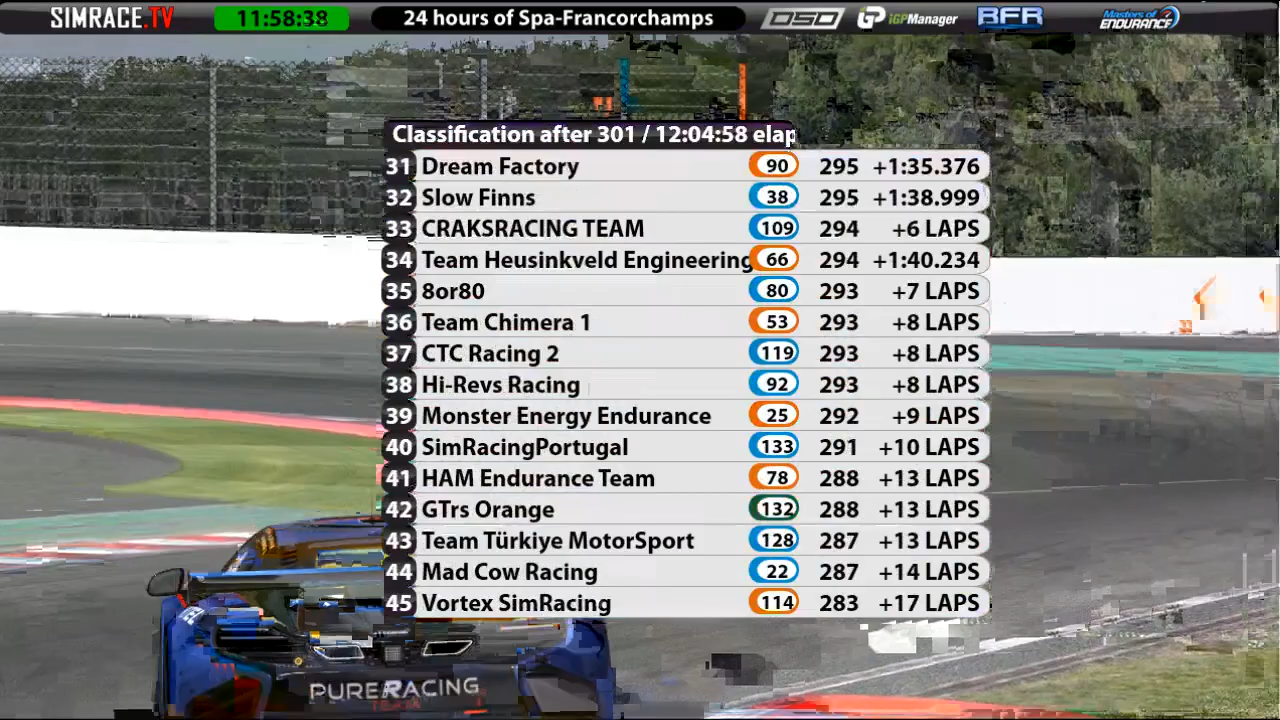 SIMRACE.TV 11:58:38 24 hours of Spa-Francorchamps OSO iGPManager BFR Masters of ENDURANCE
Classification after 301 / 12:04:58 elap
31 Dream Factory 90 295 +1:35.376
32 Slow Finns 38 295 +1:38.999
33 CRAKSRACING TEAM 109 294 +6 LAPS
34 Team Heusinkveld Engineering 66 294 +1:40.234
35 8or80 80 293 +7 LAPS
36 Team Chimera 1 53 293 +8 LAPS
37 CTC Racing 2 119 293 +8 LAPS
38 Hi-Revs Racing 92 293 +8 LAPS
39 Monster Energy Endurance 25 292 +9 LAPS
40 SimRacingPortugal 133 291 +10 LAPS
41 HAM Endurance Team 78 288 +13 LAPS
42 GTrs Orange 132 288 +13 LAPS
43 Team Türkiye MotorSport 128 287 +13 LAPS
44 Mad Cow Racing 22 287 +14 LAPS
45 Vortex SimRacing 114 283 +17 LAPS
PURE RACING
TEAM